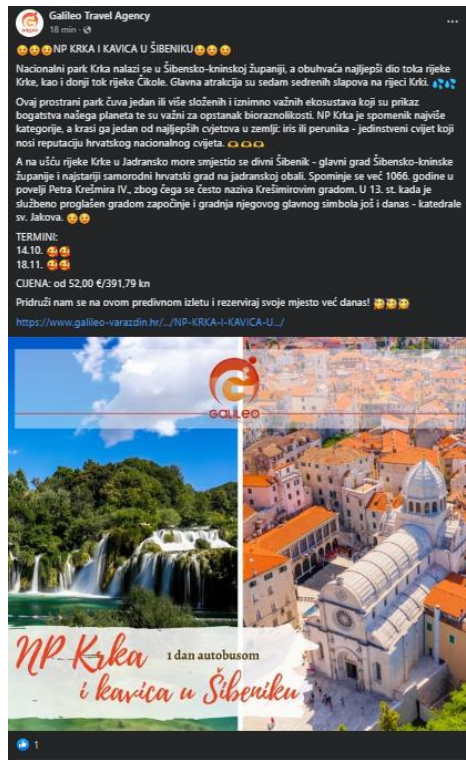 Galileo Travel Agency
18 min ·
NP KRKA I KAVICA U ŠIBENIKU
Nacionalni park Krka nalazi se u Šibensko-kninskoj županiji, a obuhvaća najljepši dio toka rijeke
Krke, kao i donji tok rijeke Čikole. Glavna atrakcija su sedam sedrenih slapova na rijeci Krki.
Ovaj prostrani park čuva jedan ili više složenih i iznimno važnih ekosustava koji su prikaz
bogatstva našega planeta te su važni za opstanak bioraznolikosti. NP Krka je spomenik najviše
kategorije, a krasi ga jedan od najljepših cvjetova u zemlji: iris ili perunika - jedinstveni cvijet koji
nosi reputaciju hrvatskog nacionalnog cvijeta.
A na ušću rijeke Krke u Jadransko more smjestio se divni Šibenik - glavni grad Šibensko-kninske
županije i najstariji samorodni hrvatski grad na jadranskoj obali. Spominje se već 1066. godine u
povelji Petra Krešmira IV., zbog čega se često naziva Krešimirovim gradom. U 13. st. kada je
službeno proglašen gradom započinje i gradnja njegovog glavnog simbola još i danas - katedrale
sv. Jakova.
TERMINI:
14.10.
18.11.
CIJENA: od 52,00 €/391,79 kn
Pridruži nam se na ovom predivnom izletu i rezerviraj svoje mjesto već danas!
https://www.galileo-varazdin.hr/.../NP-KRKA-I-KAVICA-U.../
GALILEO
NP Krka 1 dan autobusom
i kavica u Šibeniku
1